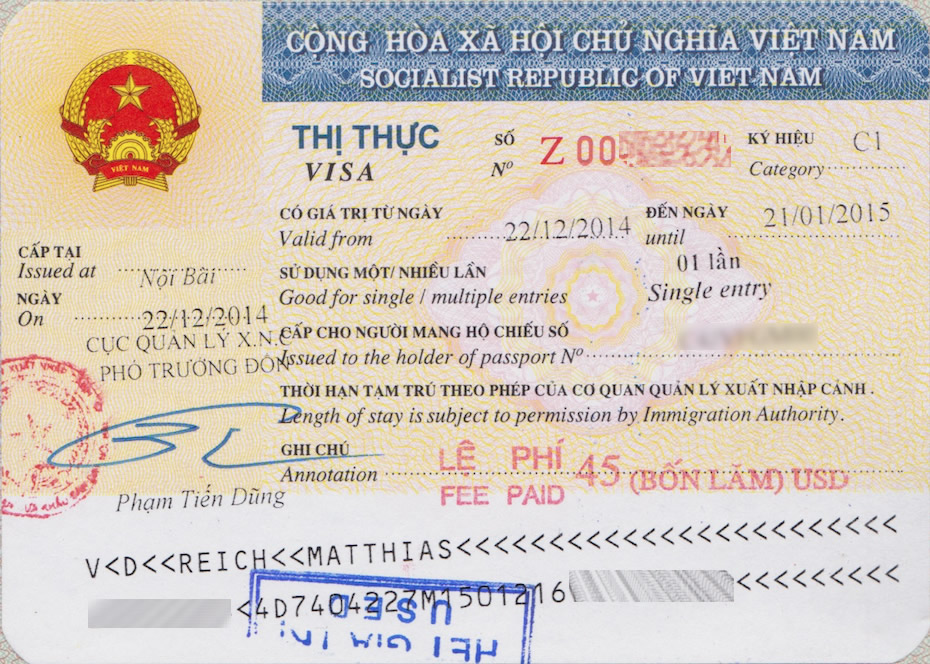 CỘNG HÒA XÃ HỘI CHỦ NGHĨA VIỆT NAM
SOCIALIST REPUBLIC OF VIET NAM
VIỆT NAM
THỊ THỰC
VISA
SỐ
Nº
Z 00
KÝ HIỆU
Category
C1
CÓ GIÁ TRỊ TỪ NGÀY
Valid from
22/12/2014
ĐẾN NGÀY
until
21/01/2015
CẤP TẠI
Issued at
Nội Bài
NGÀY
On
22/12/2014
CỤC QUẢN LÝ X.N.C
PHÓ TRƯỞNG ĐỒN
Phạm Tiến Dũng
SỬ DỤNG MỘT/ NHIỀU LẦN
Good for single / multiple entries
01 lần
Single entry
CẤP CHO NGƯỜI MANG HỘ CHIẾU SỐ
Issued to the holder of passport Nº
THỜI HẠN TẠM TRÚ THEO PHÉP CỦA CƠ QUAN QUẢN LÝ XUẤT NHẬP CẢNH .
Length of stay is subject to permission by Immigration Authority.
GHI CHÚ
Annotation
LỆ PHÍ
FEE PAID
45 (BỐN LĂM) USD
V<D<<REICH<<MATTHIAS<<<<<<<<<<<<<<<<<<<<<<<<
<4D7404227M1501216
<<<<<<<<<
USED